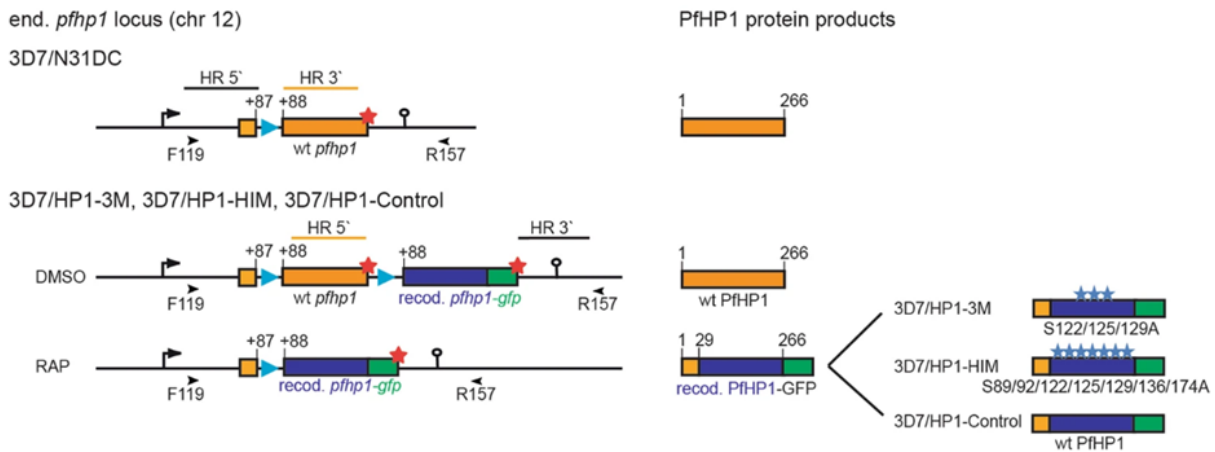 end. pfhp1 locus (chr 12)
PfHP1 protein products
3D7/N31DC
HR 5` HR 3`
+87 +88
1 266
F119
wt pfhp1
R157
3D7/HP1-3M, 3D7/HP1-HIM, 3D7/HP1-Control
HR 5` HR 3`
+87 +88 +88
1 266
DMSO
F119
wt pfhp1
recod. pfhp1-gfp
R157
wt PfHP1
3D7/HP1-3M
S122/125/129A
+87 +88
1 29 266
RAP
F119
recod. pfhp1-gfp
R157
recod. PfHP1-GFP
3D7/HP1-HIM
S89/92/122/125/129/136/174A
3D7/HP1-Control
wt PfHP1